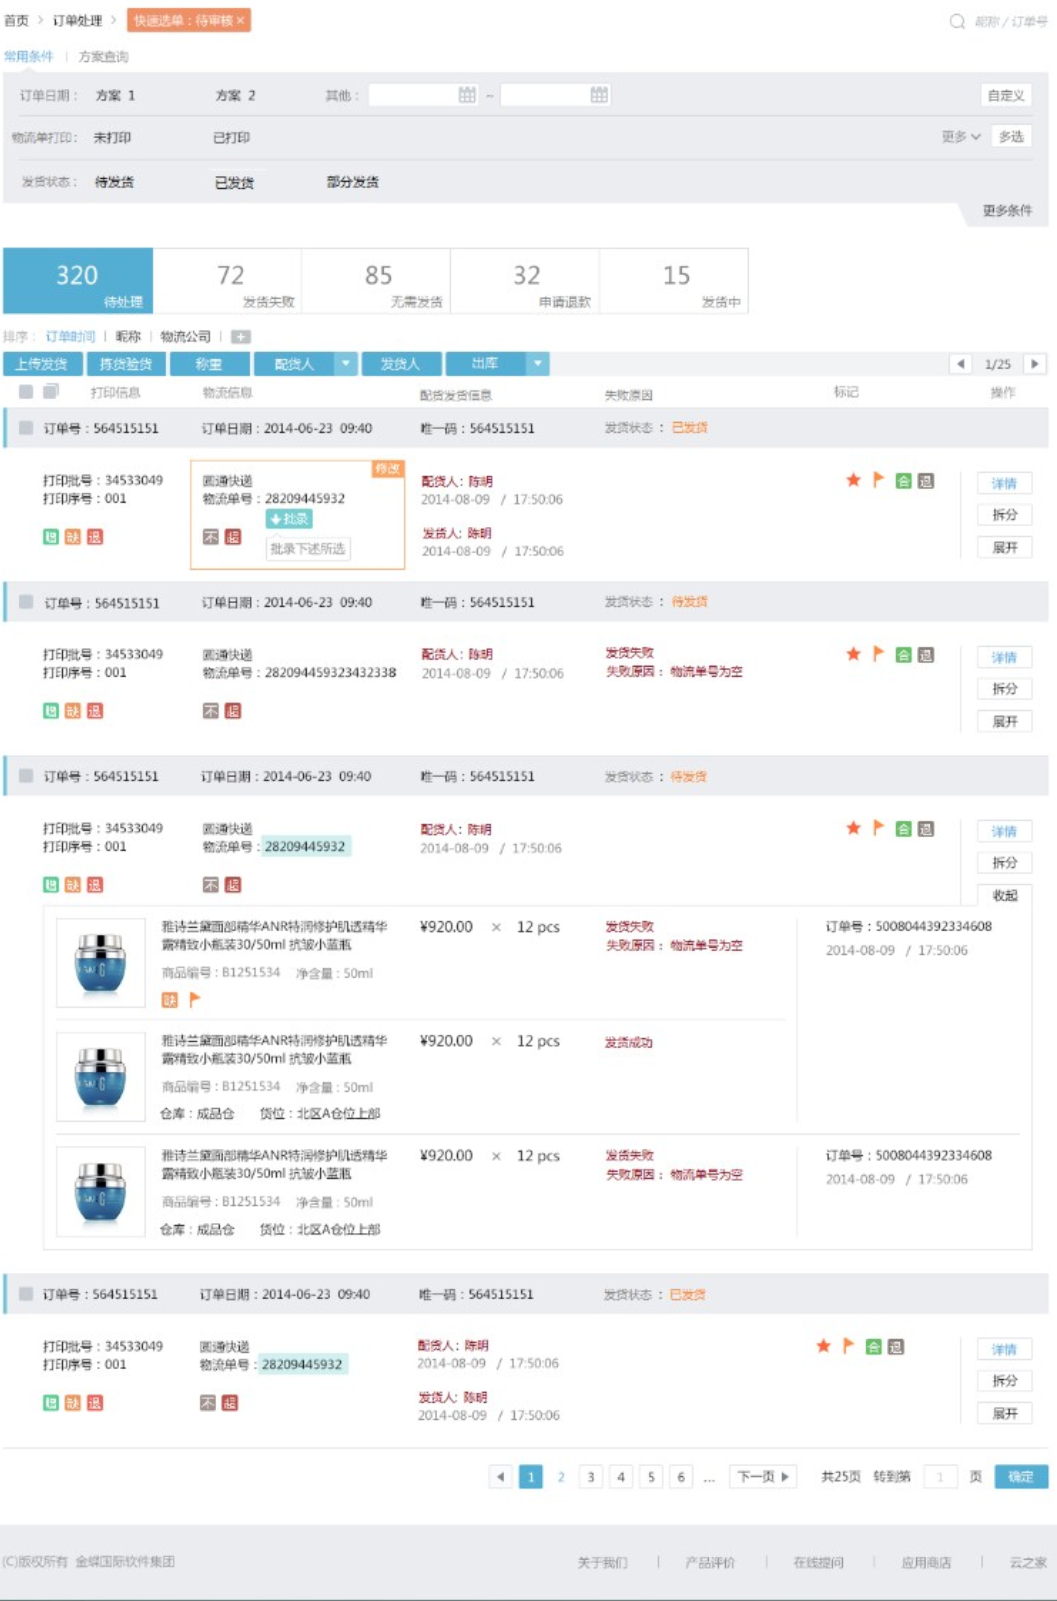 首页 > 订单处理 > 快速选单：待审核 × 昵称 / 订单号
常用条件 | 方案查询
订单日期： 方案 1 方案 2 其他： ~ 自定义
物流单打印： 未打印 已打印 更多 多选
发货状态： 待发货 已发货 部分发货
更多条件
320 72 85 32 15
待处理 发货失败 无需发货 申请退款 发货中
排序： 订单时间 | 昵称 | 物流公司 | +
上传发货 拣货验货 称重 配货人 发货人 出库 1/25
打印信息 物流信息 配货发货信息 失败原因 标记 操作
订单号：564515151 订单日期：2014-06-23 09:40 唯一码：564515151 发货状态： 已发货
修改
打印批号：34533049 圆通快递 配货人：陈明 合 退 详情
打印序号：001 物流单号：28209445932 2014-08-09 / 17:50:06
批录 拆分
缺 退 不 超 批录下述所选 发货人：陈明
2014-08-09 / 17:50:06 展开
订单号：564515151 订单日期：2014-06-23 09:40 唯一码：564515151 发货状态： 待发货
打印批号：34533049 圆通快递 配货人：陈明 发货失败 合 退 详情
打印序号：001 物流单号：282094459323432338 2014-08-09 / 17:50:06 失败原因： 物流单号为空
拆分
缺 退 不 超 展开
订单号：564515151 订单日期：2014-06-23 09:40 唯一码：564515151 发货状态： 待发货
打印批号：34533049 圆通快递 配货人：陈明 合 退 详情
打印序号：001 物流单号：28209445932 2014-08-09 / 17:50:06
拆分
缺 退 不 超 收起
雅诗兰黛面部精华ANR特润修护肌透精华 ¥920.00 × 12 pcs 发货失败 订单号：5008044392334608
露精致小瓶装30/50ml 抗皱小蓝瓶 失败原因： 物流单号为空 2014-08-09 / 17:50:06
商品编号：B1251534 净含量：50ml
缺
雅诗兰黛面部精华ANR特润修护肌透精华 ¥920.00 × 12 pcs 发货成功
露精致小瓶装30/50ml 抗皱小蓝瓶
商品编号：B1251534 净含量：50ml
仓库：成品仓 货位：北区A仓位上部
雅诗兰黛面部精华ANR特润修护肌透精华 ¥920.00 × 12 pcs 发货失败 订单号：5008044392334608
露精致小瓶装30/50ml 抗皱小蓝瓶 失败原因： 物流单号为空 2014-08-09 / 17:50:06
商品编号：B1251534 净含量：50ml
仓库：成品仓 货位：北区A仓位上部
订单号：564515151 订单日期：2014-06-23 09:40 唯一码：564515151 发货状态： 已发货
打印批号：34533049 圆通快递 配货人：陈明 合 退 详情
打印序号：001 物流单号：28209445932 2014-08-09 / 17:50:06
拆分
缺 退 不 超 发货人：陈明
2014-08-09 / 17:50:06 展开
1 2 3 4 5 6 ... 下一页 共25页 转到第 1 页 确定
(C)版权所有 金蝶国际软件集团 关于我们 | 产品评价 | 在线提问 | 应用商店 | 云之家